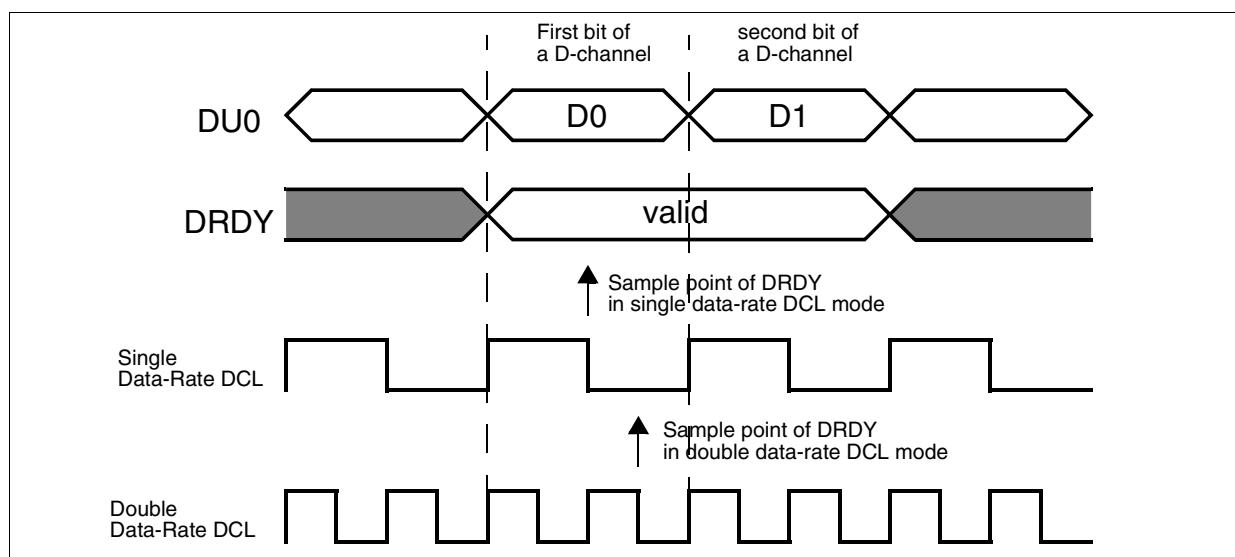 First bit of
a D-channel
second bit of
a D-channel
DU0
D0
D1
DRDY
valid
Sample point of DRDY
in single data-rate DCL mode
Single
Data-Rate DCL
Sample point of DRDY
in double data-rate DCL mode
Double
Data-Rate DCL